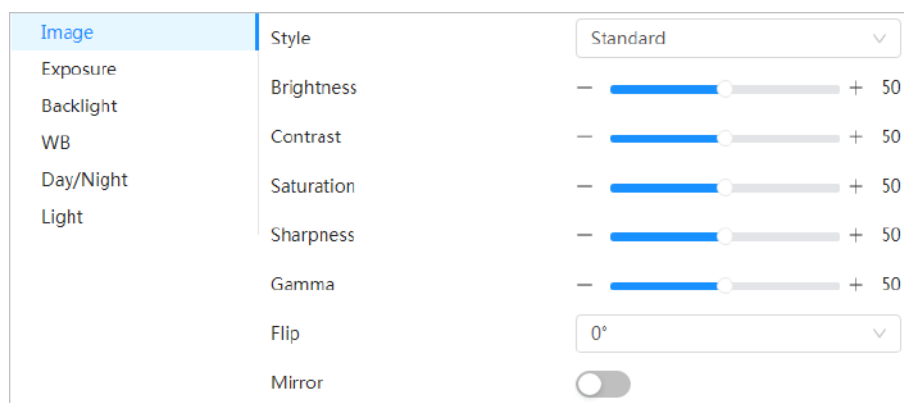 Image
Exposure
Backlight
WB
Day/Night
Light
Style Standard
Brightness − + 50
Contrast − + 50
Saturation − + 50
Sharpness − + 50
Gamma − + 50
Flip 0°
Mirror